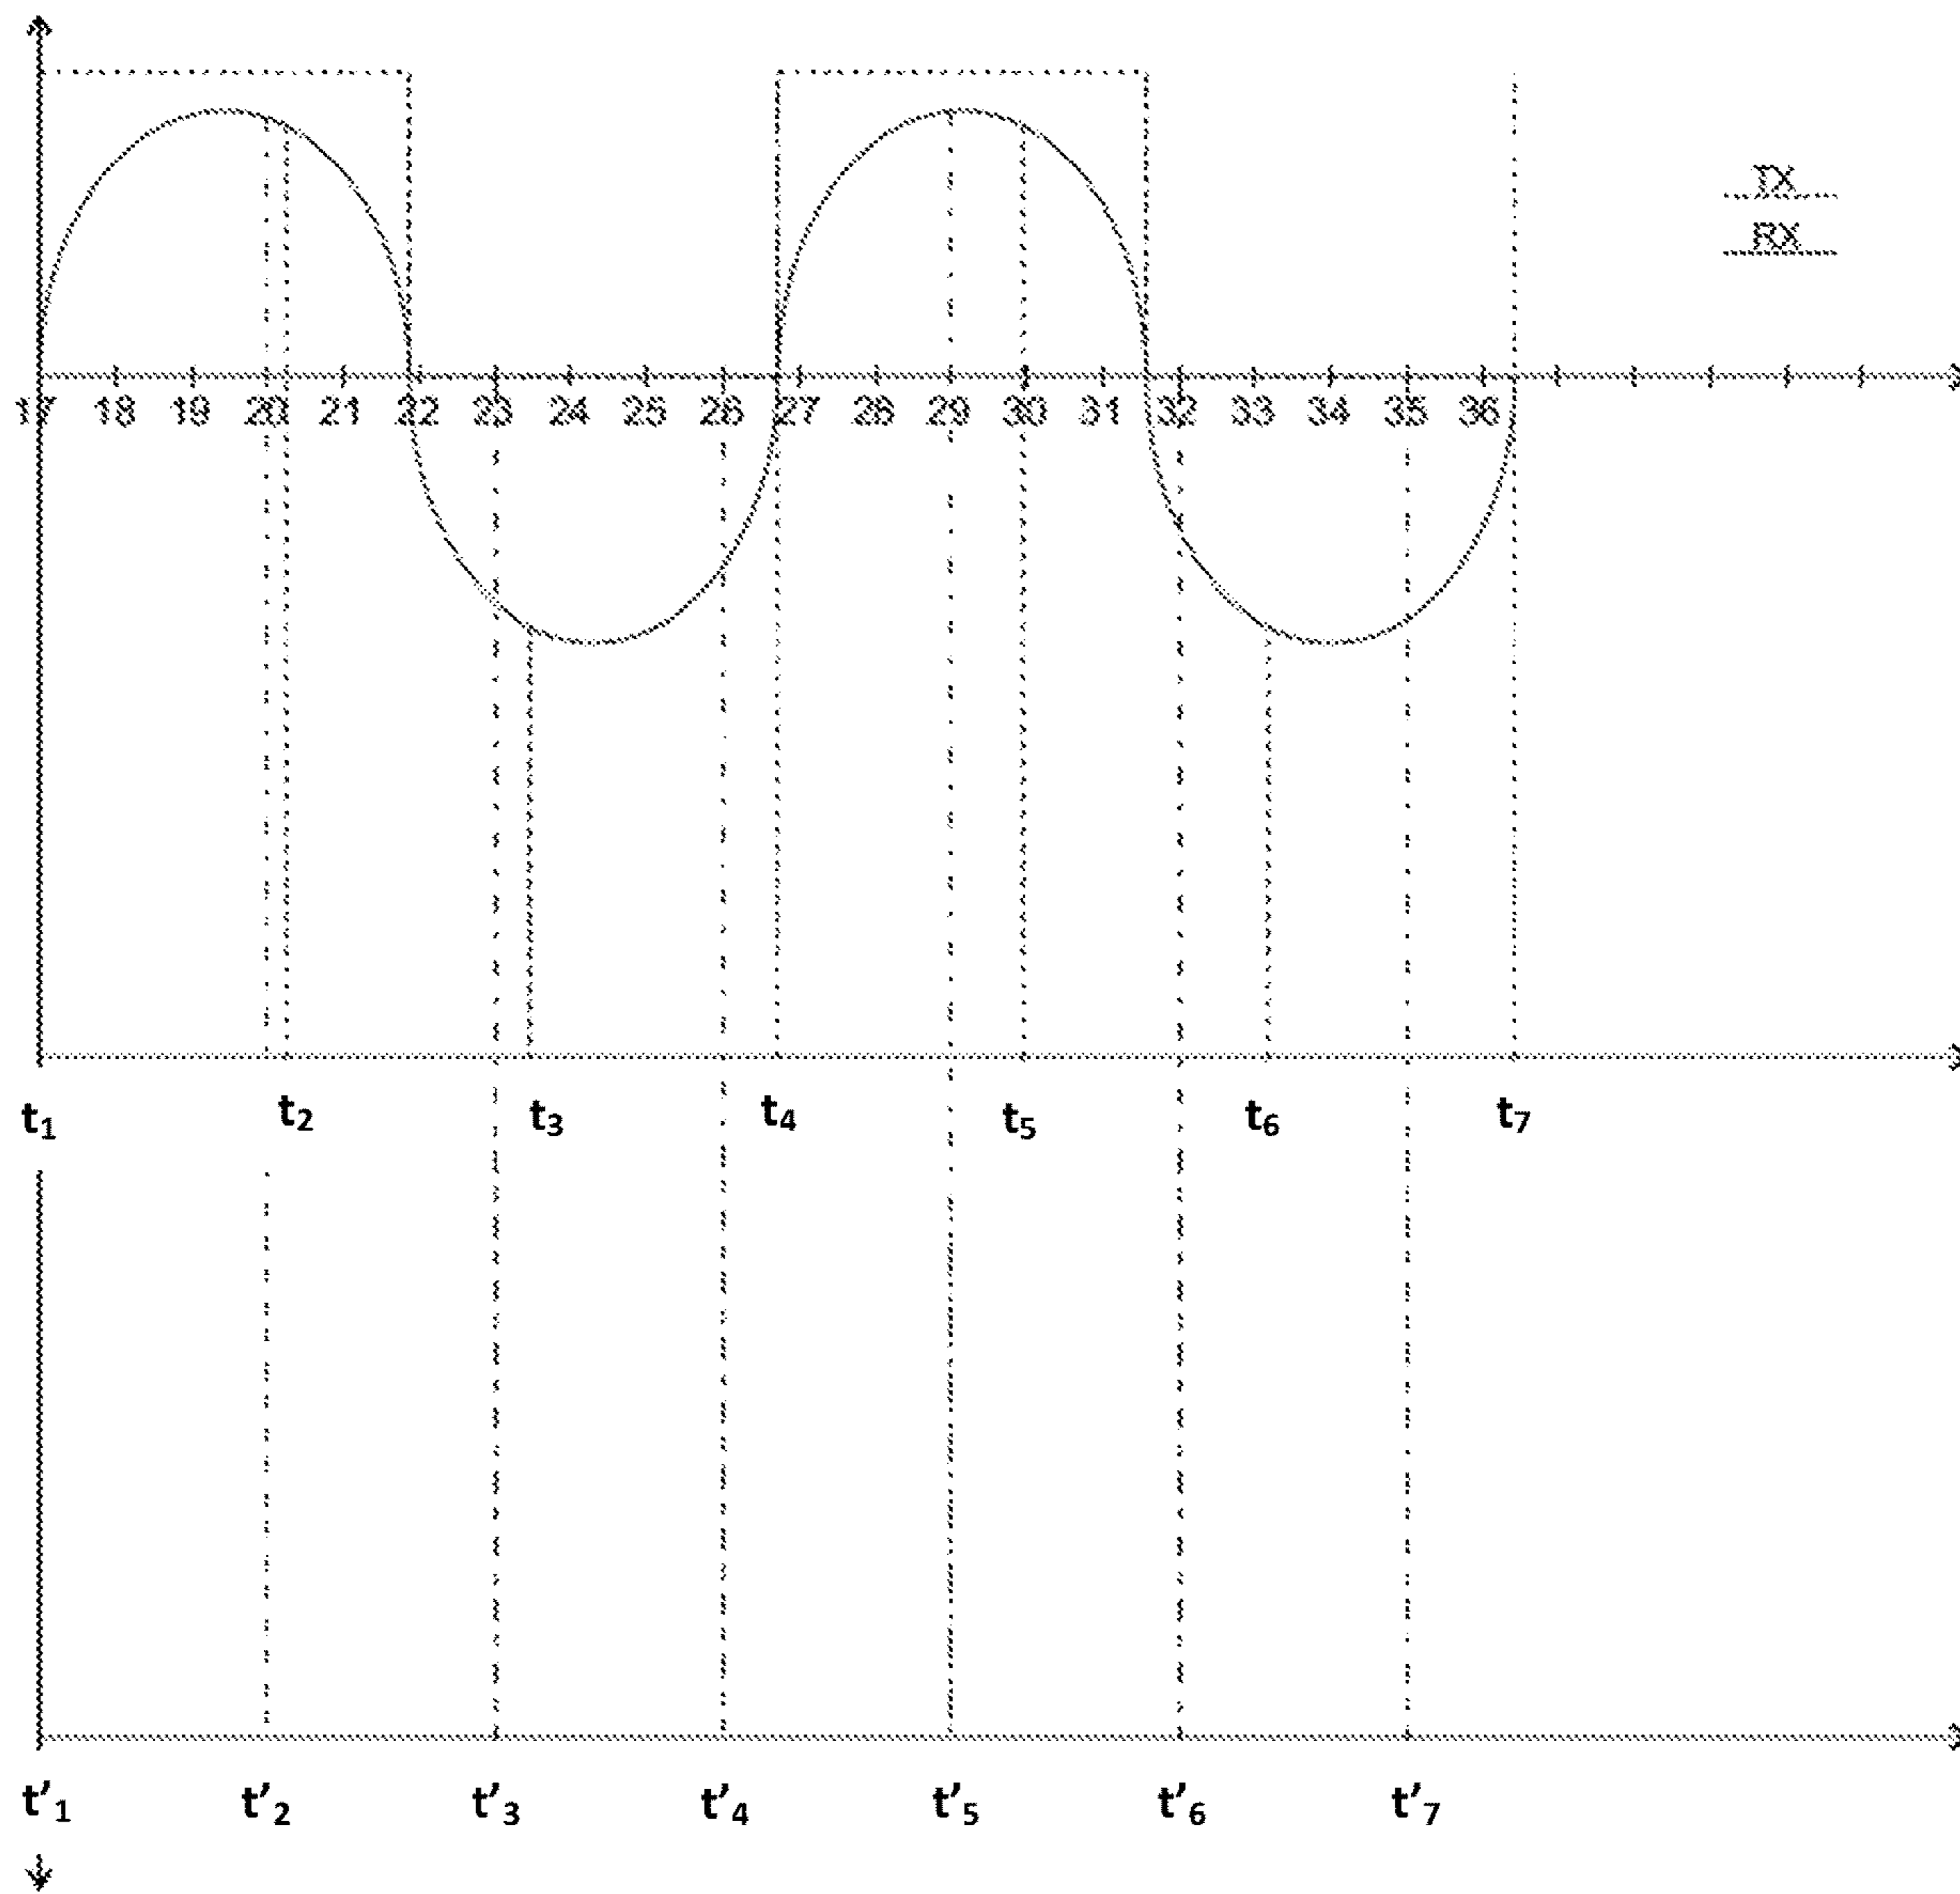 TX
RX
17 18 19 20 21 22 23 24 25 26 27 28 29 30 31 32 33 34 35 36
t₁ t₂ t₃ t₄ t₅ t₆ t₇
t’₁ t’₂ t’₃ t’₄ t’₅ t’₆ t’₇